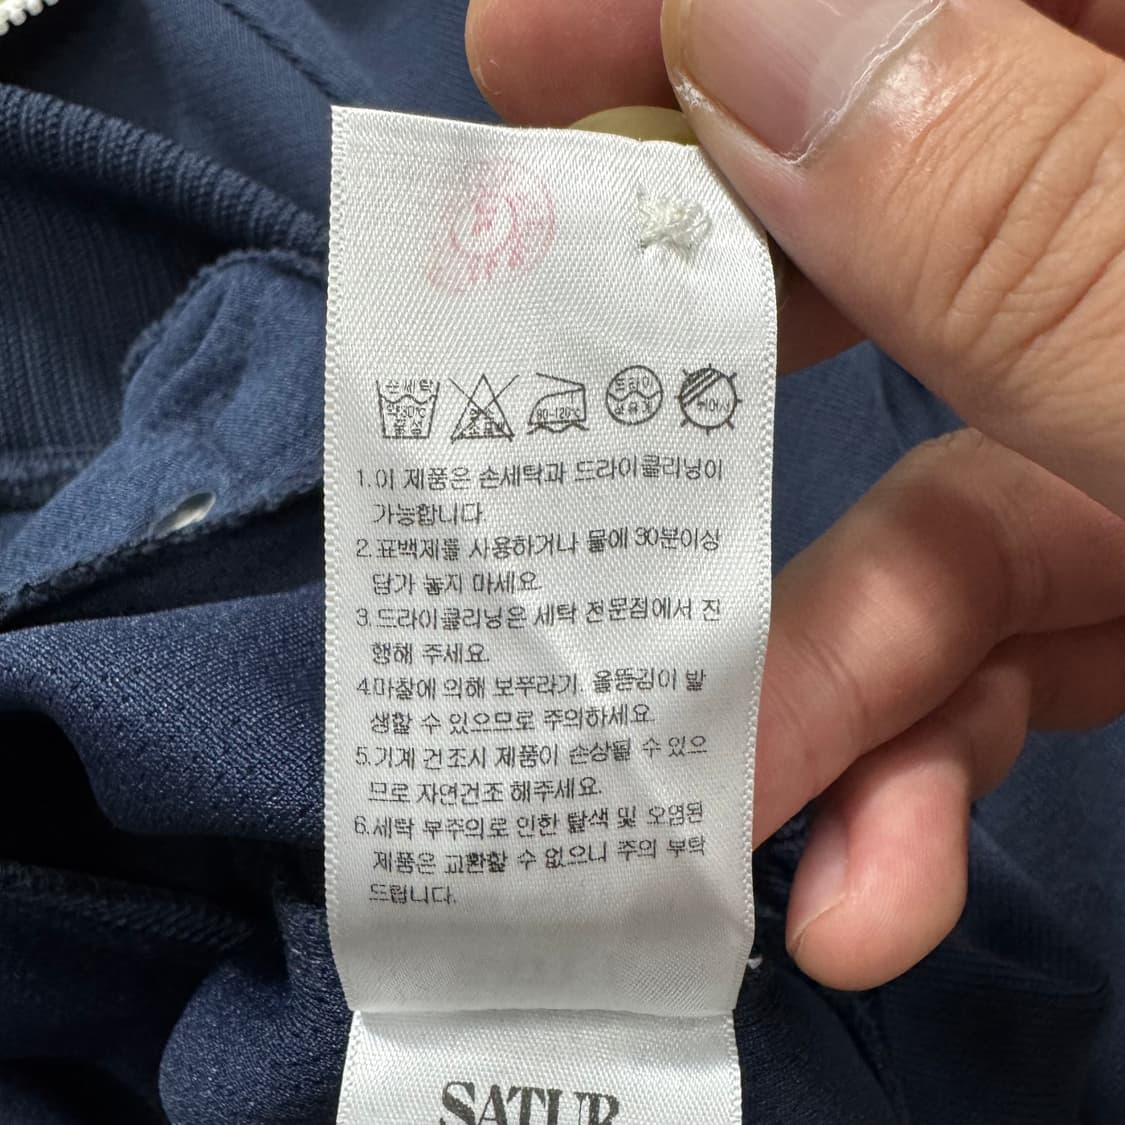 손세탁
약30℃
중성
80-120℃
드라이
석유계
1.이 제품은 손세탁과 드라이클리닝이
가능합니다
2.표백제를 사용하거나 물에 30분이상
담가 놓지 마세요.
3.드라이클리닝은 세탁 전문점에서 진
행해 주세요.
4.마찰에 의해 보푸라기, 올뜯김이 발
생할 수 있으므로 주의하세요.
5.기계 건조시 제품이 손상될 수 있으
므로 자연건조 해주세요.
6.세탁 부주의로 인한 탈색 및 오염된
제품은 교환할 수 없으니 주의 부탁
드립니다.
SATUR